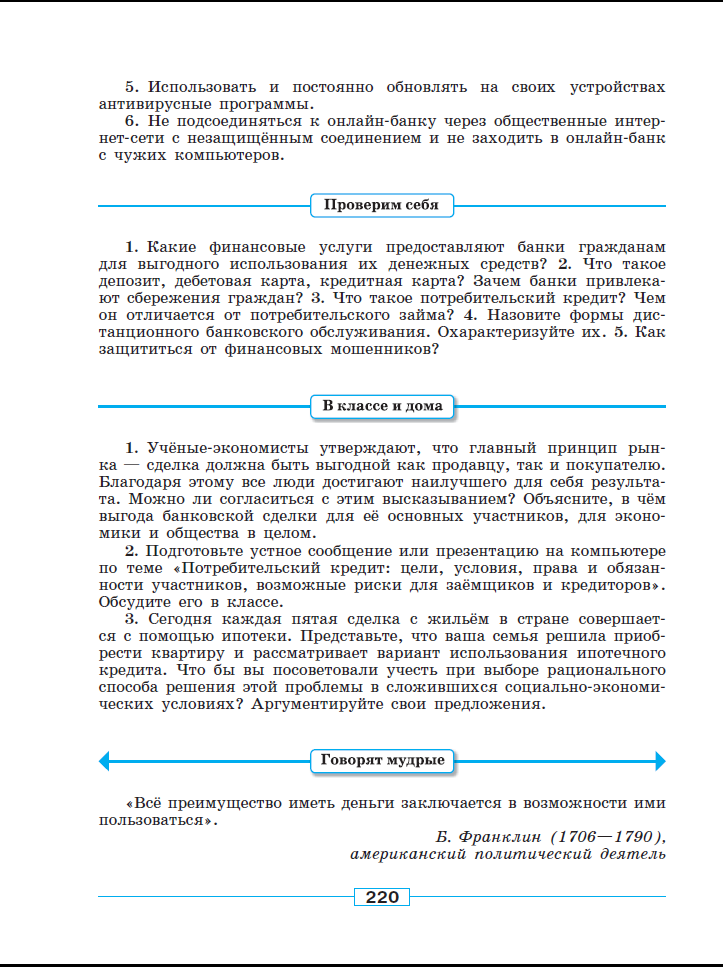 5. Использовать и постоянно обновлять на своих устройствах
антивирусные программы.
6. Не подсоединяться к онлайн-банку через общественные интер-
нет-сети с незащищённым соединением и не заходить в онлайн-банк
с чужих компьютеров.
Проверим себя
1. Какие финансовые услуги предоставляют банки гражданам
для выгодного использования их денежных средств? 2. Что такое
депозит, дебетовая карта, кредитная карта? Зачем банки привлека-
ют сбережения граждан? 3. Что такое потребительский кредит? Чем
он отличается от потребительского займа? 4. Назовите формы дис-
танционного банковского обслуживания. Охарактеризуйте их. 5. Как
защититься от финансовых мошенников?
В классе и дома
1. Учёные-экономисты утверждают, что главный принцип рын-
ка — сделка должна быть выгодной как продавцу, так и покупателю.
Благодаря этому все люди достигают наилучшего для себя результа-
та. Можно ли согласиться с этим высказыванием? Объясните, в чём
выгода банковской сделки для её основных участников, для эконо-
мики и общества в целом.
2. Подготовьте устное сообщение или презентацию на компьютере
по теме «Потребительский кредит: цели, условия, права и обязан-
ности участников, возможные риски для заёмщиков и кредиторов».
Обсудите его в классе.
3. Сегодня каждая пятая сделка с жильём в стране совершает-
ся с помощью ипотеки. Представьте, что ваша семья решила приоб-
рести квартиру и рассматривает вариант использования ипотечного
кредита. Что бы вы посоветовали учесть при выборе рационального
способа решения этой проблемы в сложившихся социально-экономи-
ческих условиях? Аргументируйте свои предложения.
Говорят мудрые
«Всё преимущество иметь деньги заключается в возможности ими
пользоваться».
Б. Франклин (1706—1790),
американский политический деятель
220